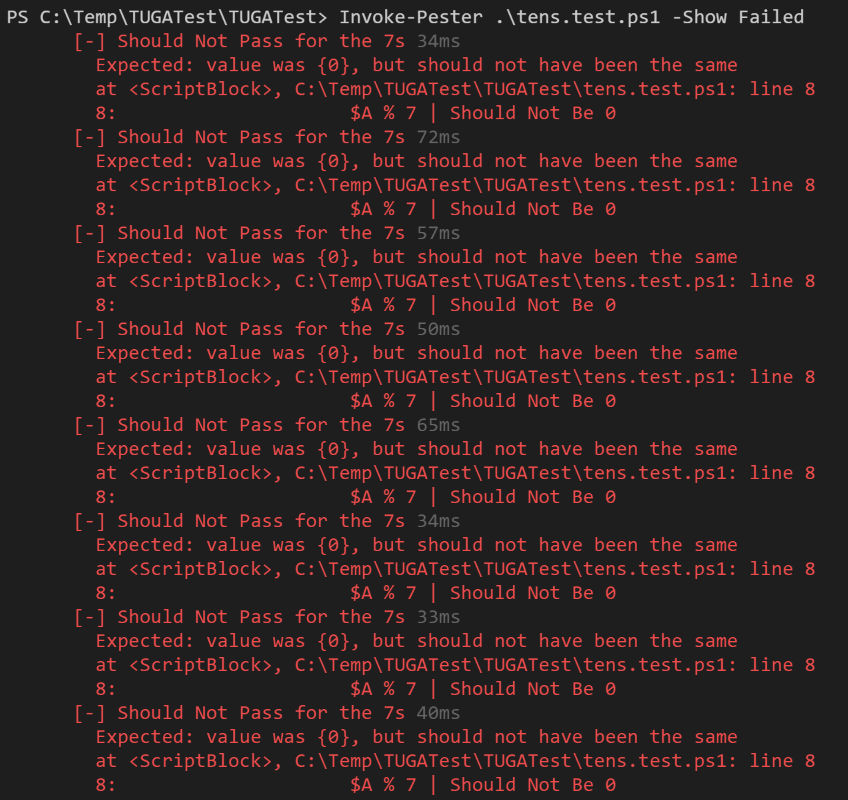 PS C:\Temp\TUGATest\TUGATest> Invoke-Pester .\tens.test.ps1 -Show Failed
[-] Should Not Pass for the 7s 34ms
Expected: value was {0}, but should not have been the same
at <ScriptBlock>, C:\Temp\TUGATest\TUGATest\tens.test.ps1: line 8
8: $A % 7 | Should Not Be 0
[-] Should Not Pass for the 7s 72ms
Expected: value was {0}, but should not have been the same
at <ScriptBlock>, C:\Temp\TUGATest\TUGATest\tens.test.ps1: line 8
8: $A % 7 | Should Not Be 0
[-] Should Not Pass for the 7s 57ms
Expected: value was {0}, but should not have been the same
at <ScriptBlock>, C:\Temp\TUGATest\TUGATest\tens.test.ps1: line 8
8: $A % 7 | Should Not Be 0
[-] Should Not Pass for the 7s 50ms
Expected: value was {0}, but should not have been the same
at <ScriptBlock>, C:\Temp\TUGATest\TUGATest\tens.test.ps1: line 8
8: $A % 7 | Should Not Be 0
[-] Should Not Pass for the 7s 65ms
Expected: value was {0}, but should not have been the same
at <ScriptBlock>, C:\Temp\TUGATest\TUGATest\tens.test.ps1: line 8
8: $A % 7 | Should Not Be 0
[-] Should Not Pass for the 7s 34ms
Expected: value was {0}, but should not have been the same
at <ScriptBlock>, C:\Temp\TUGATest\TUGATest\tens.test.ps1: line 8
8: $A % 7 | Should Not Be 0
[-] Should Not Pass for the 7s 33ms
Expected: value was {0}, but should not have been the same
at <ScriptBlock>, C:\Temp\TUGATest\TUGATest\tens.test.ps1: line 8
8: $A % 7 | Should Not Be 0
[-] Should Not Pass for the 7s 40ms
Expected: value was {0}, but should not have been the same
at <ScriptBlock>, C:\Temp\TUGATest\TUGATest\tens.test.ps1: line 8
8: $A % 7 | Should Not Be 0